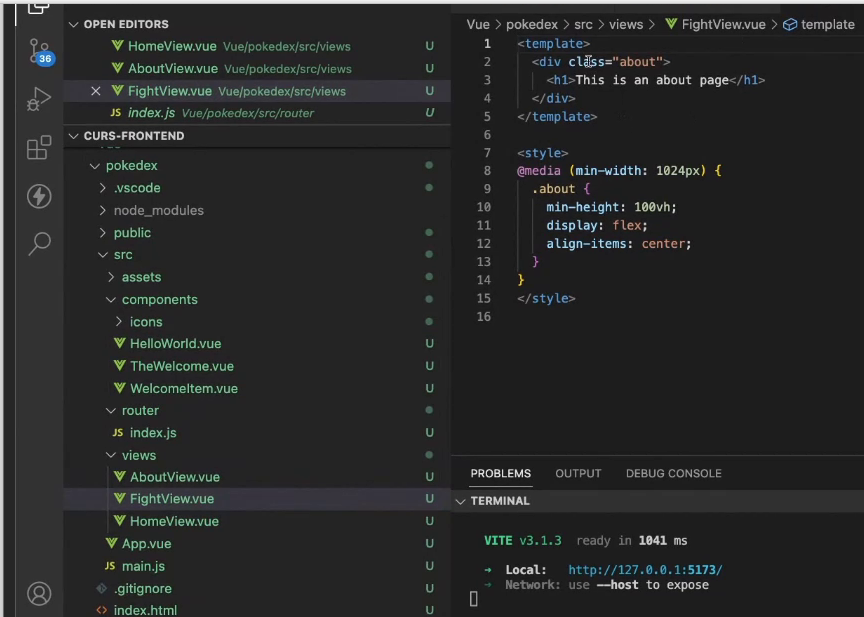 OPEN EDITORS
HomeView.vue Vue/pokedex/src/views U
AboutView.vue Vue/pokedex/src/views U
FightView.vue Vue/pokedex/src/views U
JS index.js Vue/pokedex/src/router U
36
CURS-FRONTEND
pokedex
.vscode
node_modules
public
src
assets
components
icons
HelloWorld.vue U
TheWelcome.vue U
WelcomeItem.vue U
router
JS index.js U
views
AboutView.vue U
FightView.vue U
HomeView.vue U
App.vue U
JS main.js U
.gitignore U
<> index.html U
Vue > pokedex > src > views > FightView.vue > template
1 <template>
2 <div class="about">
3 <h1>This is an about page</h1>
4 </div>
5 </template>
6
7 <style>
8 @media (min-width: 1024px) {
9 .about {
10 min-height: 100vh;
11 display: flex;
12 align-items: center;
13 }
14 }
15 </style>
16
PROBLEMS OUTPUT DEBUG CONSOLE
TERMINAL
VITE v3.1.3 ready in 1041 ms
➜ Local: http://127.0.0.1:5173/
➜ Network: use --host to expose